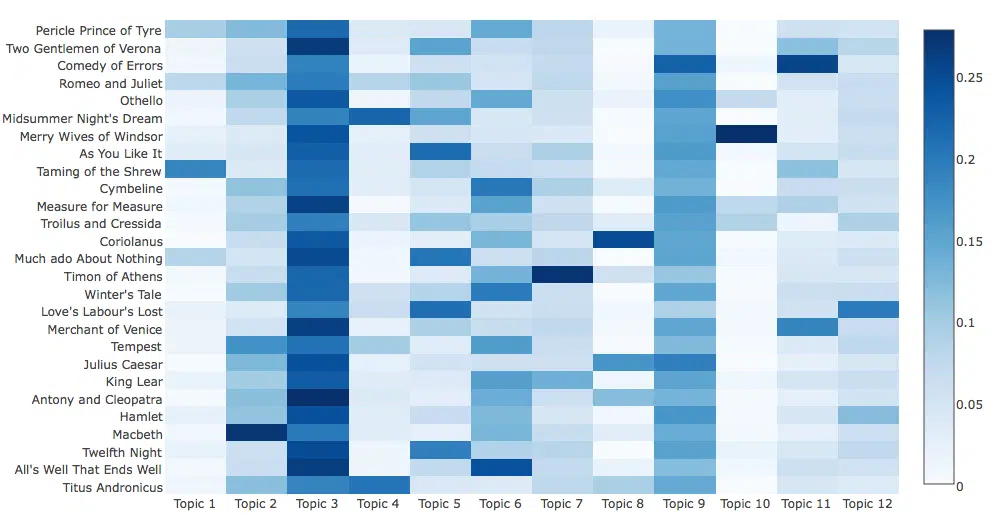 Pericle Prince of Tyre
Two Gentlemen of Verona
Comedy of Errors
Romeo and Juliet
Othello
Midsummer Night's Dream
Merry Wives of Windsor
As You Like It
Taming of the Shrew
Cymbeline
Measure for Measure
Troilus and Cressida
Coriolanus
Much ado About Nothing
Timon of Athens
Winter's Tale
Love's Labour's Lost
Merchant of Venice
Tempest
Julius Caesar
King Lear
Antony and Cleopatra
Hamlet
Macbeth
Twelfth Night
All's Well That Ends Well
Titus Andronicus
Topic 1 Topic 2 Topic 3 Topic 4 Topic 5 Topic 6 Topic 7 Topic 8 Topic 9 Topic 10 Topic 11 Topic 12
0.25
0.2
0.15
0.1
0.05
0